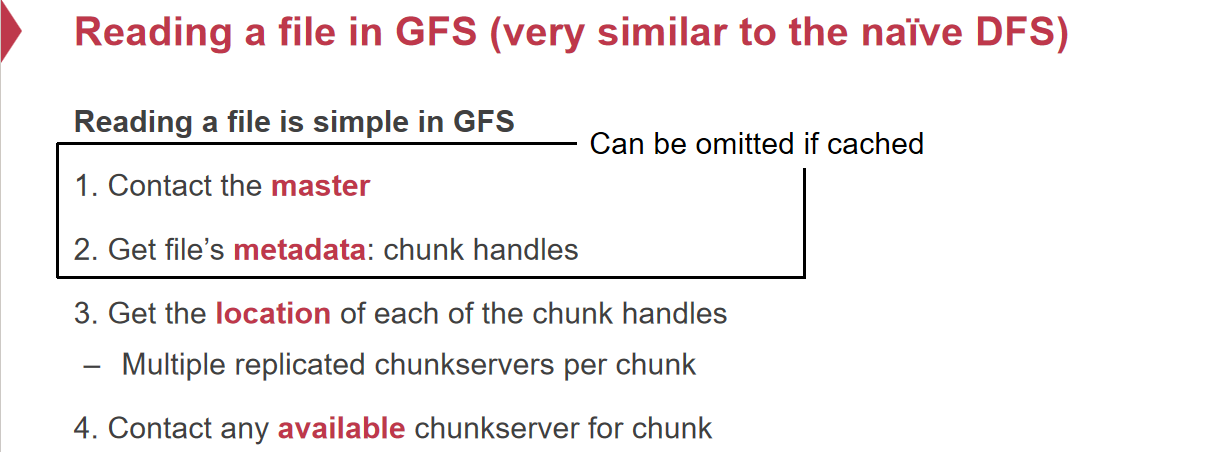 Reading a file in GFS (very similar to the naïve DFS)
Reading a file is simple in GFS
Can be omitted if cached
1. Contact the master
2. Get file’s metadata: chunk handles
3. Get the location of each of the chunk handles
– Multiple replicated chunkservers per chunk
4. Contact any available chunkserver for chunk